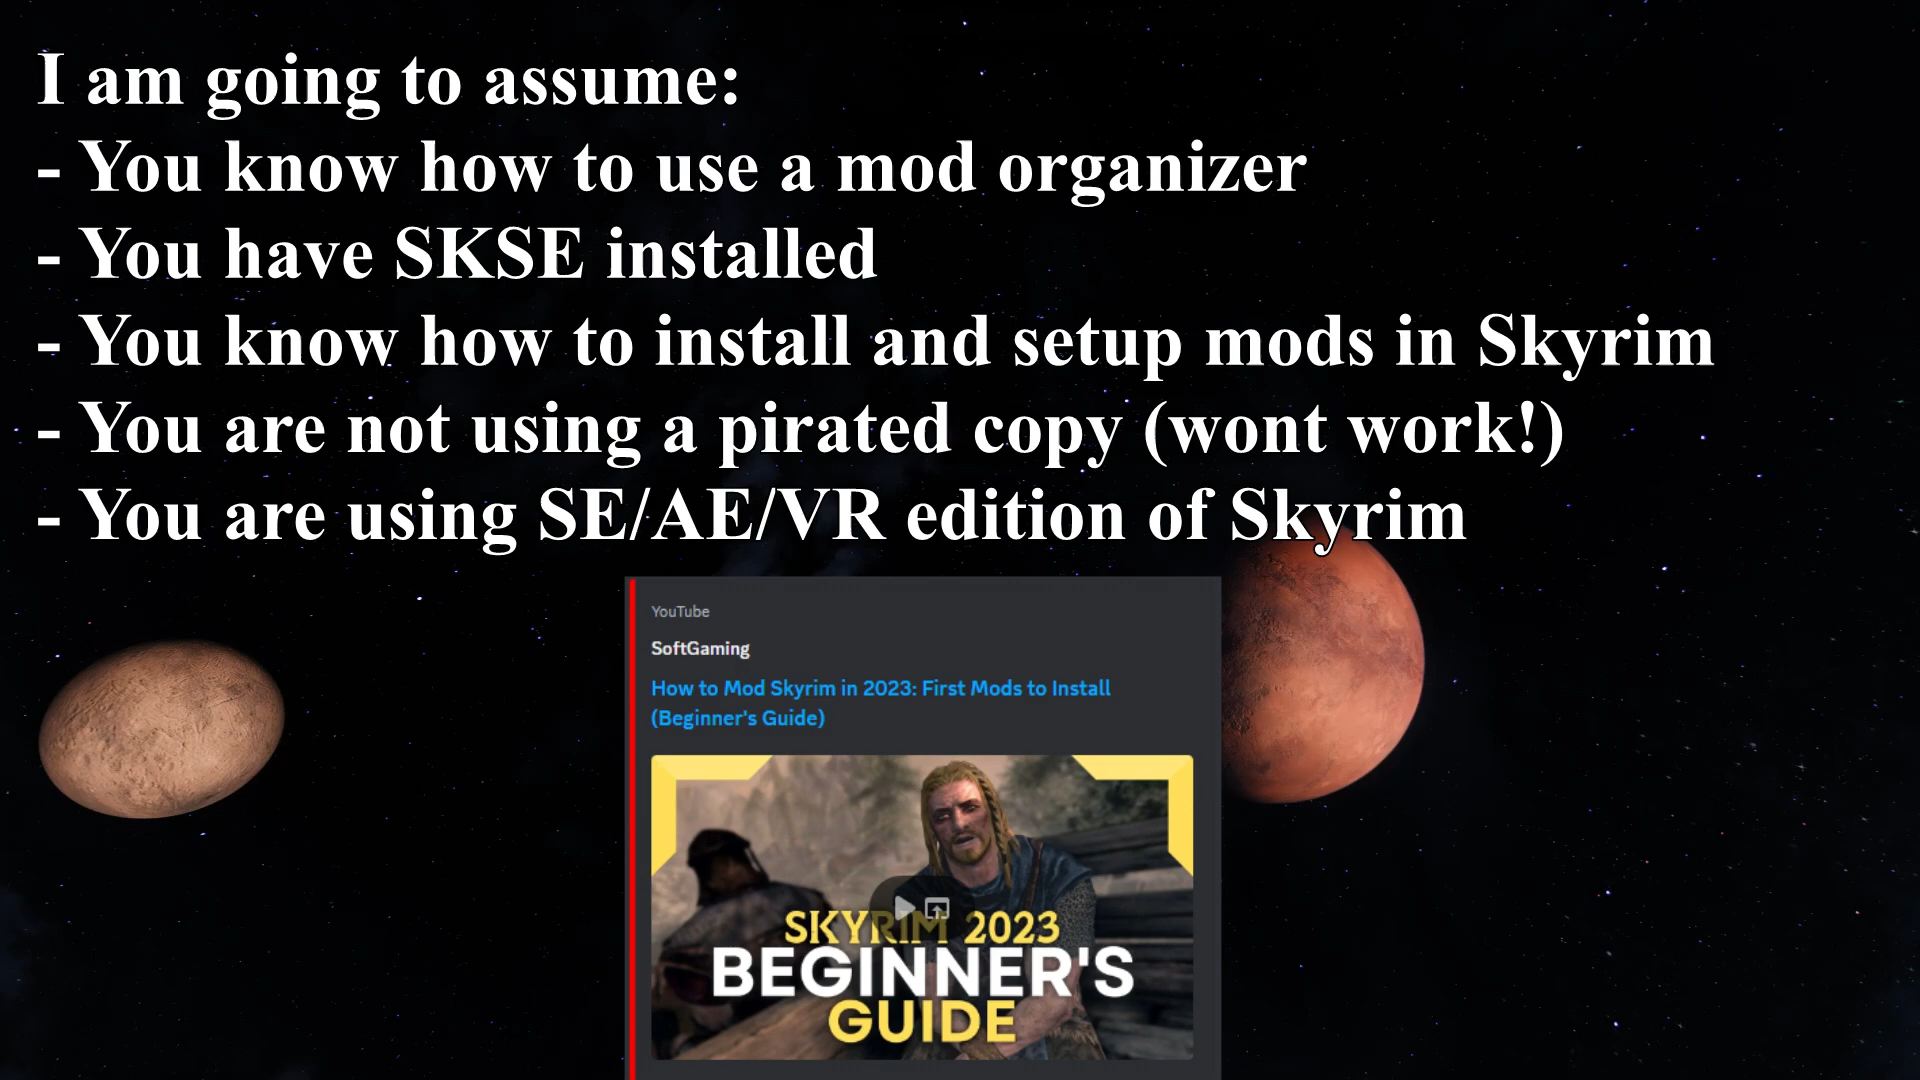 I am going to assume:
- You know how to use a mod organizer
- You have SKSE installed
- You know how to install and setup mods in Skyrim
- You are not using a pirated copy (wont work!)
- You are using SE/AE/VR edition of Skyrim
YouTube
SoftGaming
How to Mod Skyrim in 2023: First Mods to Install
(Beginner's Guide)
SKYRIM 2023
BEGINNER'S
GUIDE